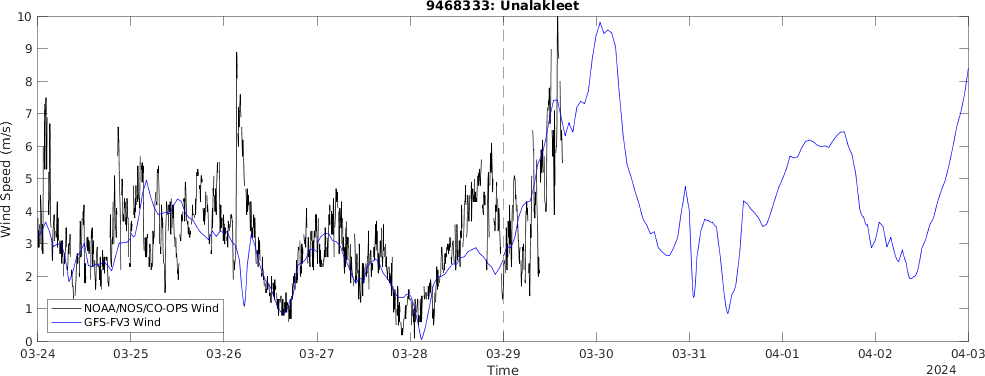 9468333: Unalakleet
Wind Speed (m/s)
10
9
8
7
6
5
4
3
2
1
0
NOAA/NOS/CO-OPS Wind
GFS-FV3 Wind
03-24 03-25 03-26 03-27 03-28 03-29 03-30 03-31 04-01 04-02 04-03
Time
2024